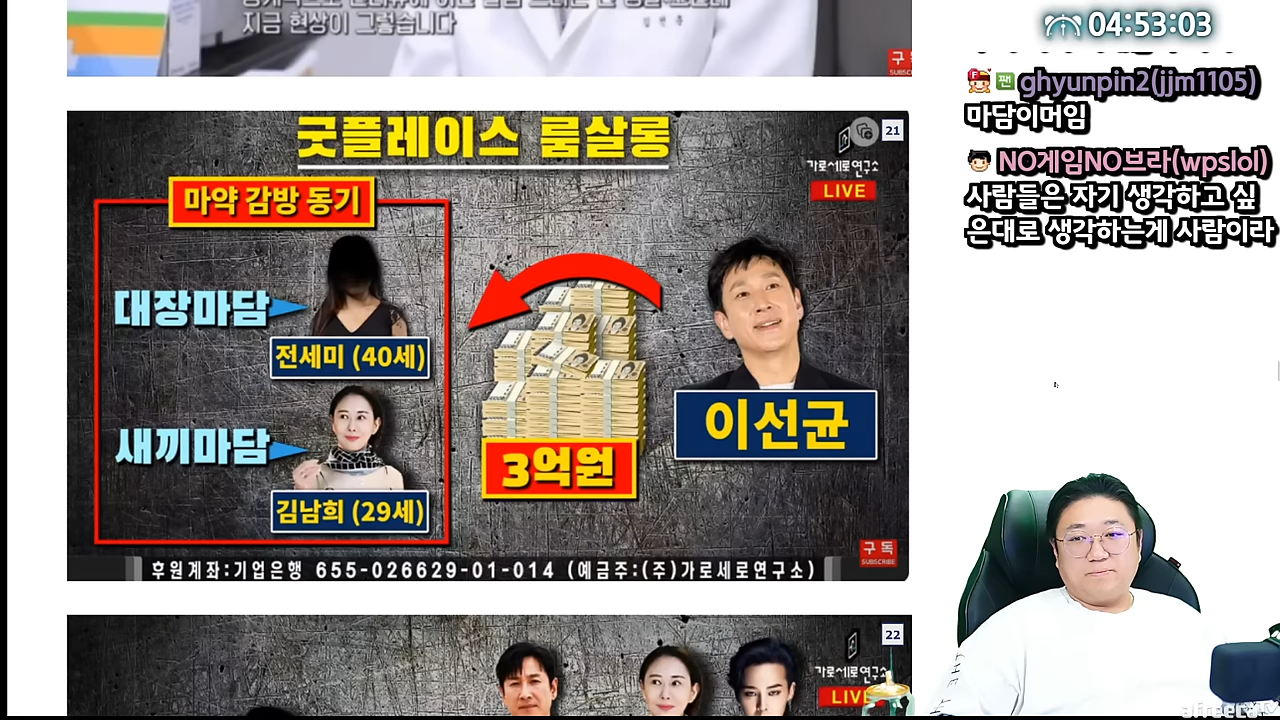 지금 현상이 그렇습니다
구독
SUBSCRIBE
04:53:03
팬 ghyunpin2(jjm1105)
마담이머임
NO게임NO브라(wpslol)
사람들은 자기 생각하고 싶
은대로 생각하는게 사람이라
굿플레이스 룸살롱
21
가로세로연구소
LIVE
마약 감방 동기
대장마담
전세미 (40세)
새끼마담
김남희 (29세)
3억원
이선균
구독
SUBSCRIBE
후원계좌:기업은행 655-026629-01-014 (예금주:(주)가로세로연구소)
22
가로세로연구소
LIVE
afreecaTV